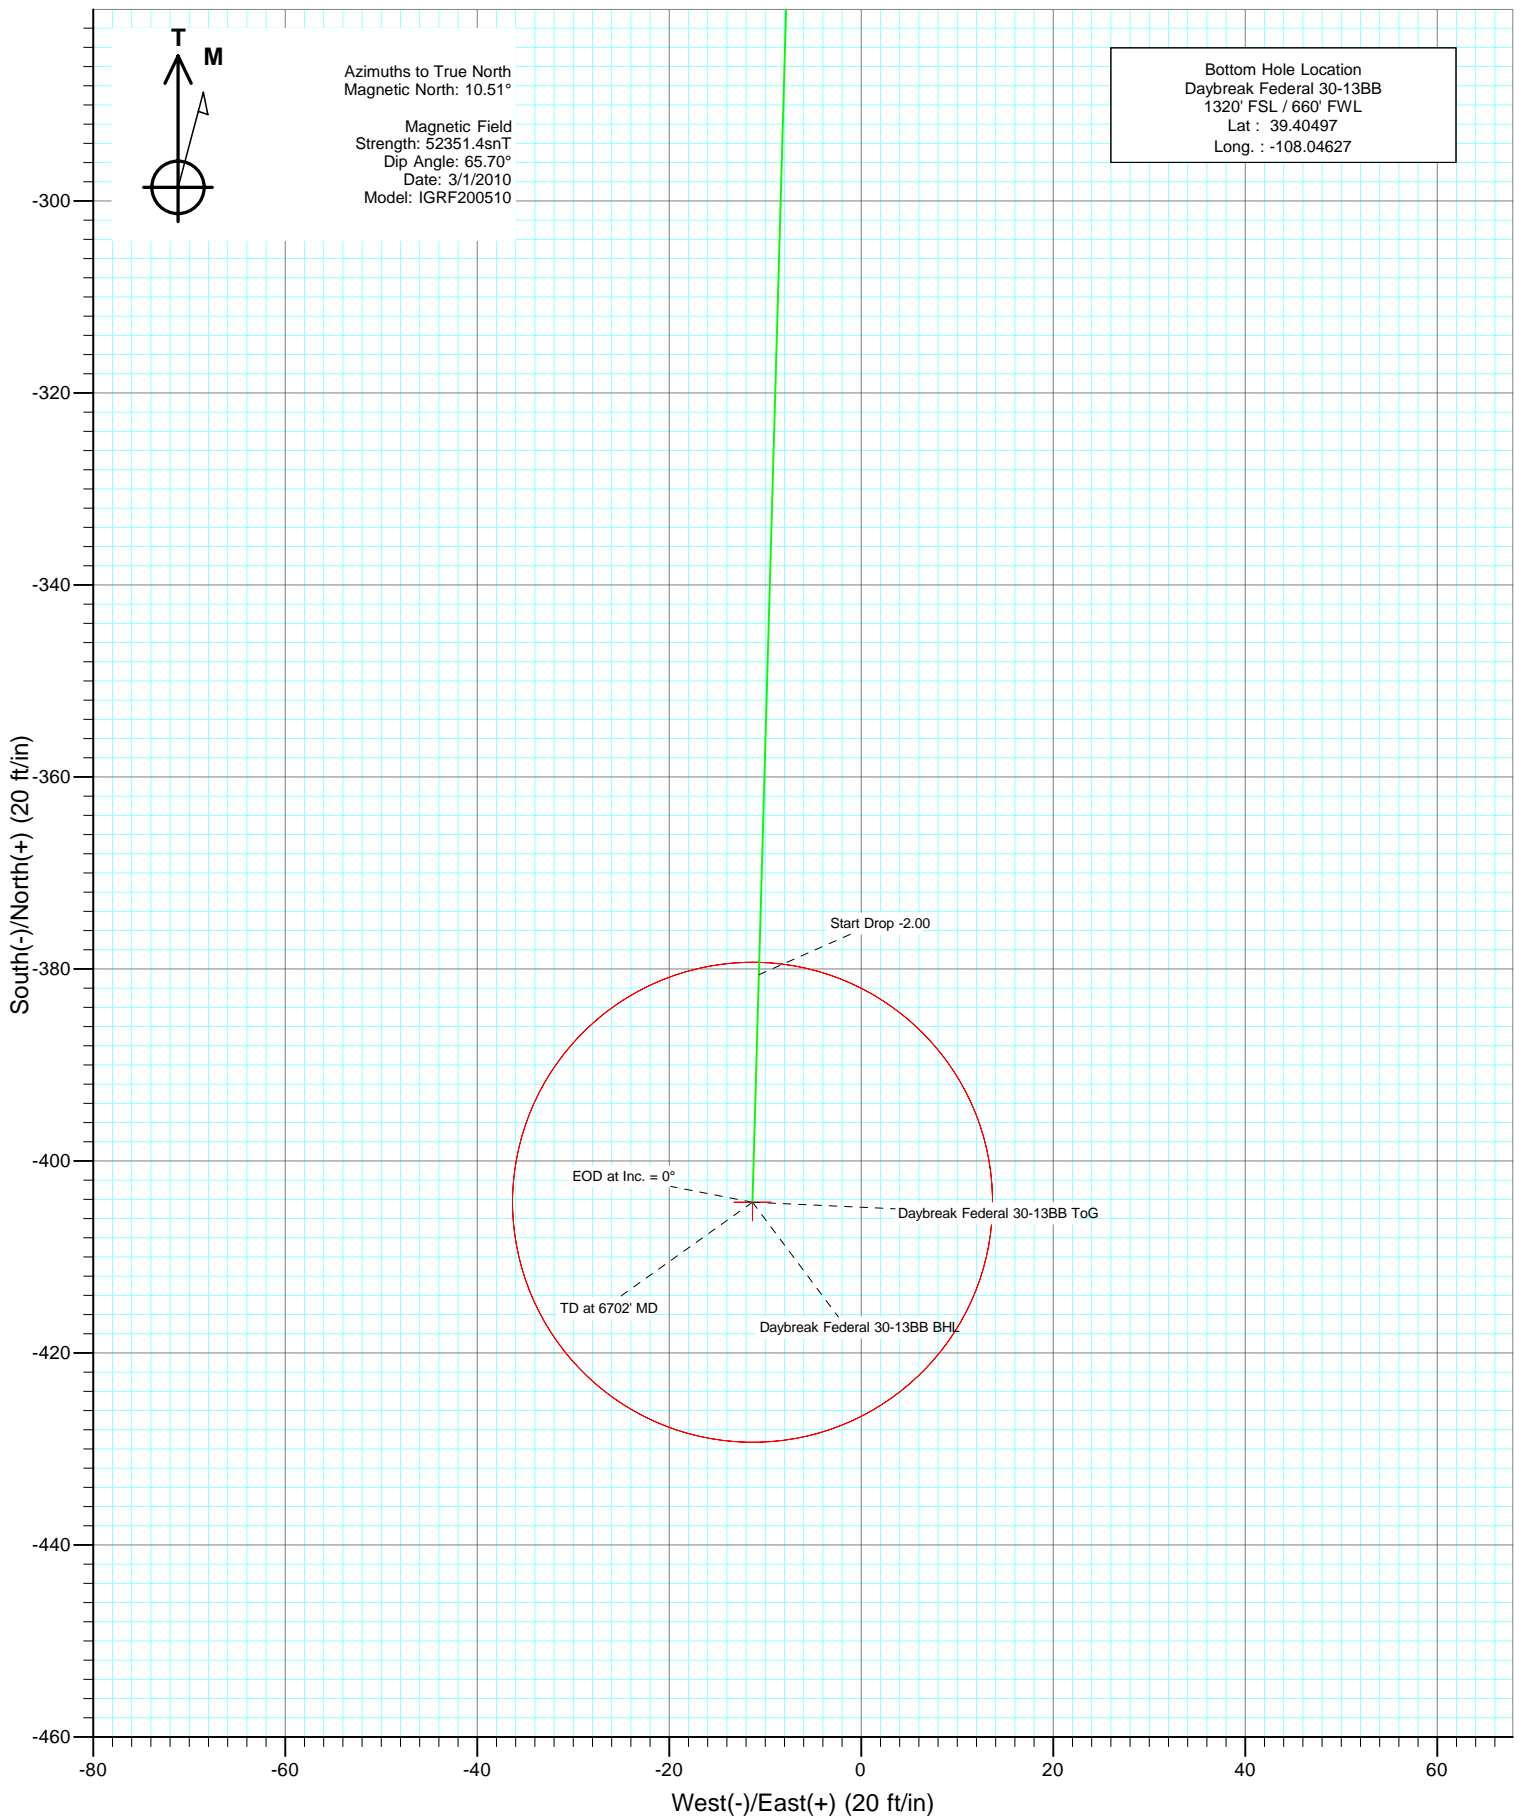 T
M
Azimuths to True North
Magnetic North: 10.51°
Magnetic Field
Strength: 52351.4snT
Dip Angle: 65.70°
Date: 3/1/2010
Model: IGRF200510
Bottom Hole Location
Daybreak Federal 30-13BB
1320' FSL / 660' FWL
Lat : 39.40497
Long. : -108.04627
-300
-320
-340
-360
-380
-400
-420
-440
-460
South(-)/North(+) (20 ft/in)
Start Drop -2.00
EOD at Inc. = 0°
Daybreak Federal 30-13BB ToG
TD at 6702' MD
Daybreak Federal 30-13BB BHL
-80
-60
-40
-20
0
20
40
60
West(-)/East(+) (20 ft/in)